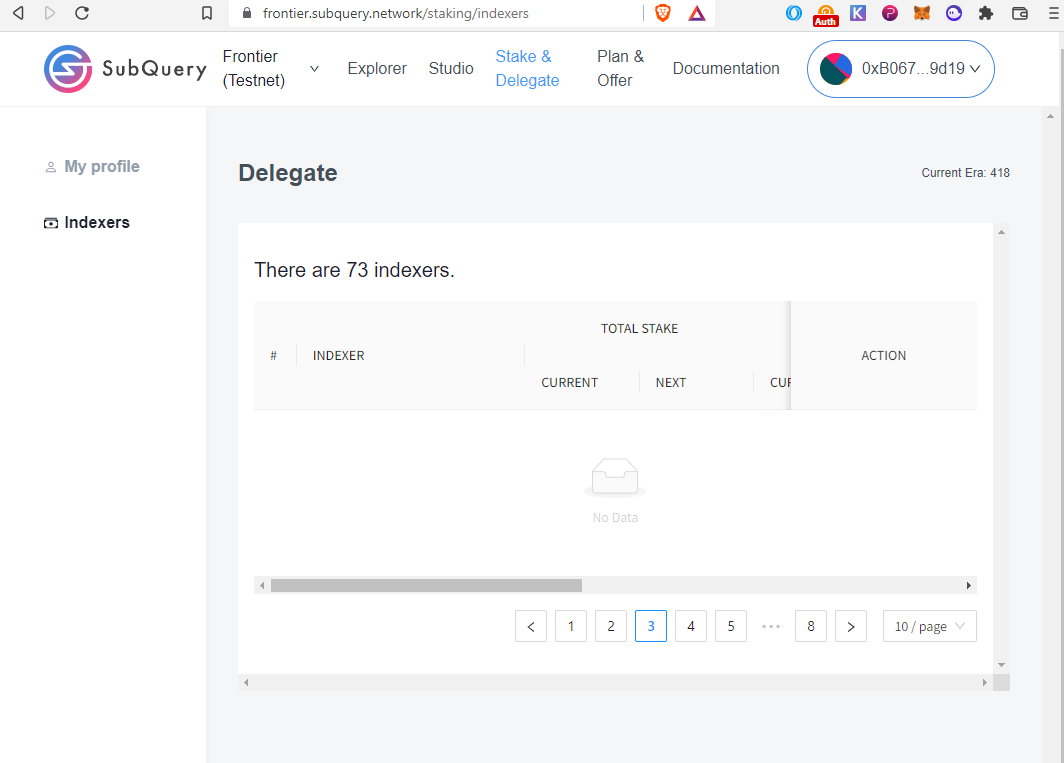 frontier.subquery.network/staking/indexers
Auth
K
SubQuery
Frontier
(Testnet)
Explorer
Studio
Stake &
Delegate
Plan &
Offer
Documentation
0xB067...9d19
My profile
Indexers
Delegate
Current Era: 418
There are 73 indexers.
TOTAL STAKE
# INDEXER ACTION
CURRENT NEXT CUR
No Data
< 1 2 3 4 5 ••• 8 > 10 / page